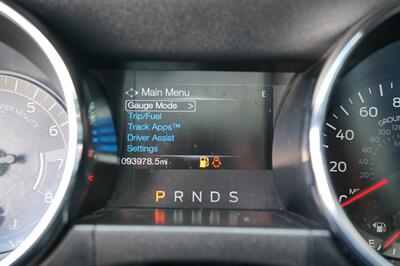 Main Menu
E
Gauge Mode >
Trip/Fuel
Track Apps™
Driver Assist
Settings
093978.5mi
P R N D S
5
6
7
8
20
40
60
80